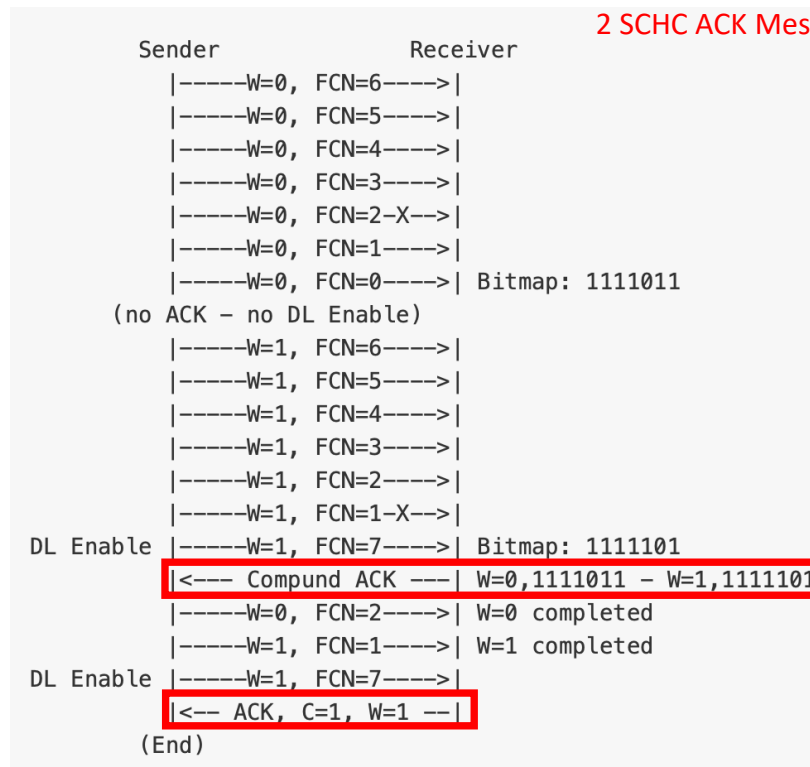 2 SCHC ACK Mes
Sender Receiver
|-----W=0, FCN=6---->|
|-----W=0, FCN=5---->|
|-----W=0, FCN=4---->|
|-----W=0, FCN=3---->|
|-----W=0, FCN=2-X-->|
|-----W=0, FCN=1---->|
|-----W=0, FCN=0---->| Bitmap: 1111011
(no ACK – no DL Enable)
|-----W=1, FCN=6---->|
|-----W=1, FCN=5---->|
|-----W=1, FCN=4---->|
|-----W=1, FCN=3---->|
|-----W=1, FCN=2---->|
|-----W=1, FCN=1-X-->|
DL Enable |-----W=1, FCN=7---->| Bitmap: 1111101
|<--- Compund ACK ---| W=0,1111011 – W=1,1111101
|-----W=0, FCN=2---->| W=0 completed
|-----W=1, FCN=1---->| W=1 completed
DL Enable |-----W=1, FCN=7---->|
|<-- ACK, C=1, W=1 --|
(End)